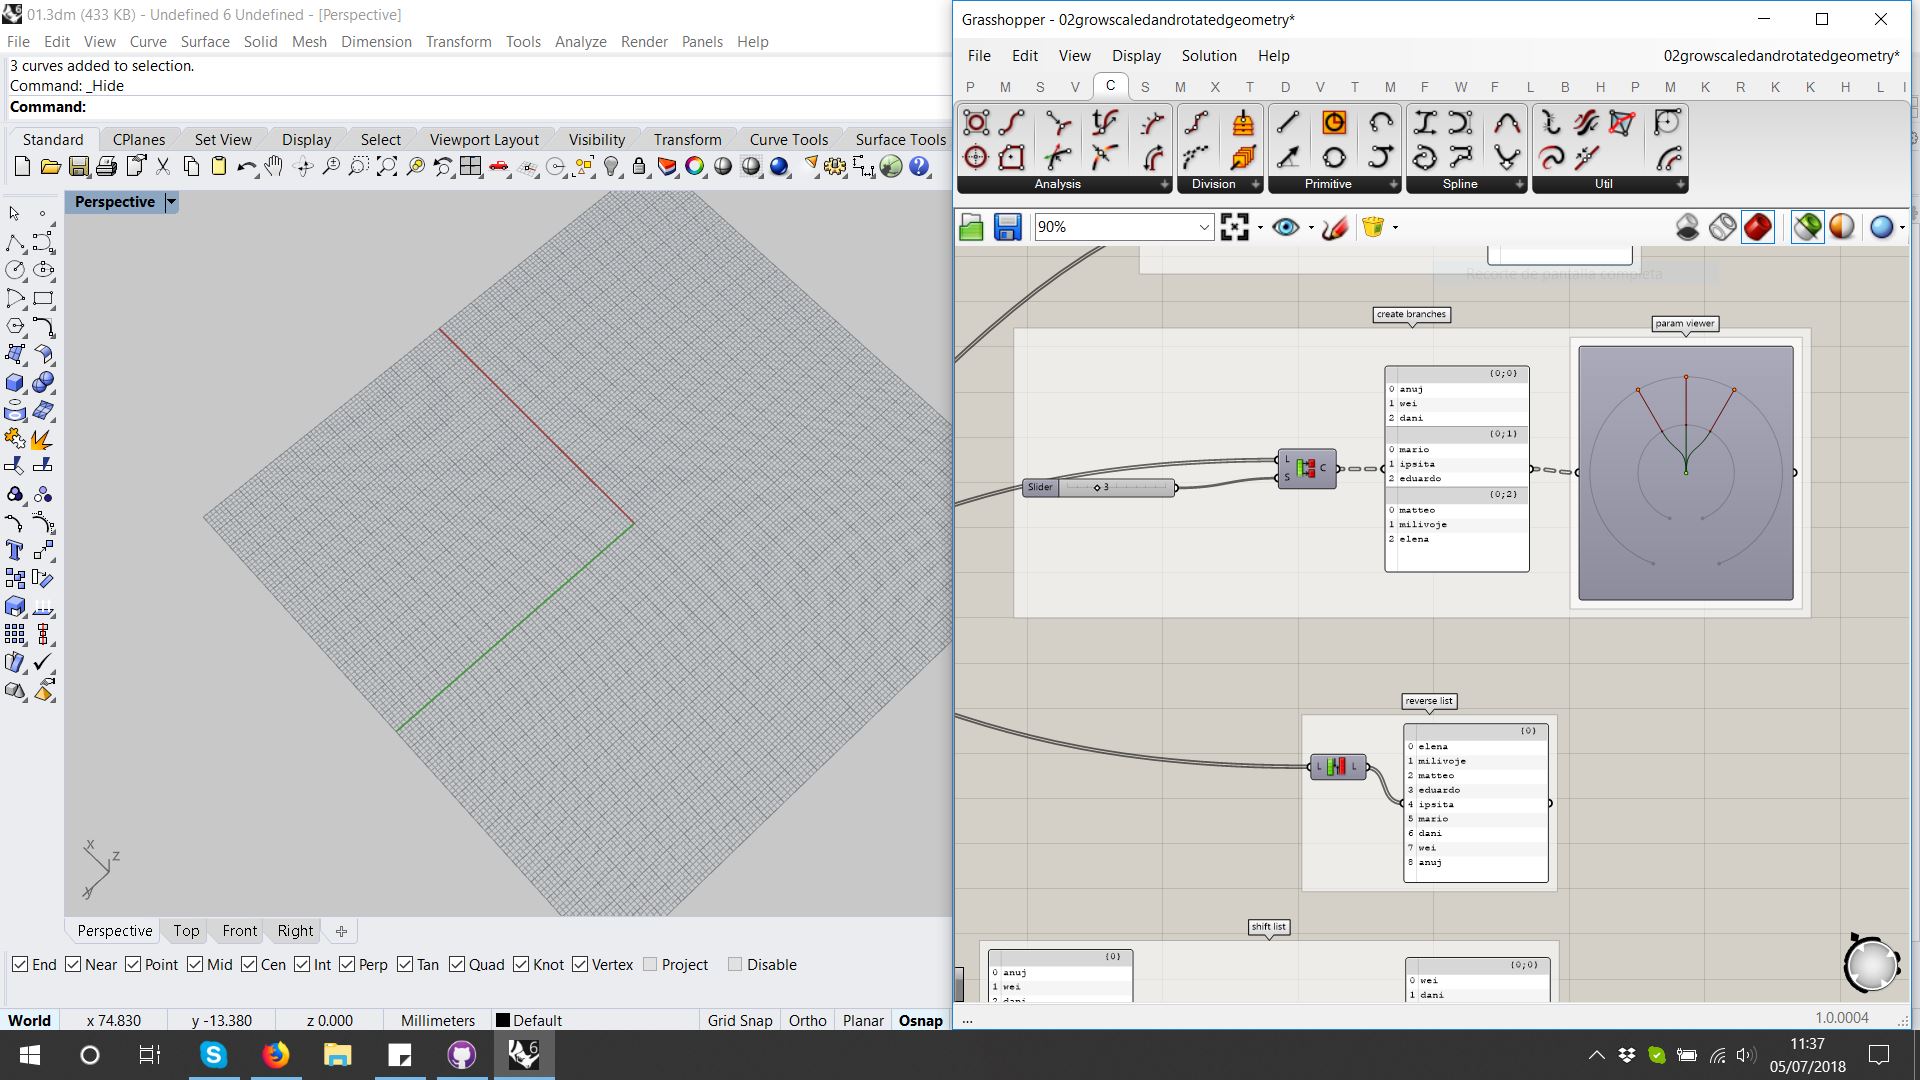 01.3dm (433 KB) - Undefined 6 Undefined - [Perspective]
File Edit View Curve Surface Solid Mesh Dimension Transform Tools Analyze Render Panels Help
3 curves added to selection.
Command: _Hide
Command:
Standard CPlanes Set View Display Select Viewport Layout Visibility Transform Curve Tools Surface Tools
Perspective
x
z
y
Perspective Top Front Right
End Near Point Mid Cen Int Perp Tan Quad Knot Vertex Project Disable
World x 74.830 y -13.380 z 0.000 Millimeters Default Grid Snap Ortho Planar Osnap
Grasshopper - 02growscaledandrotatedgeometry*
File Edit View Display Solution Help 02growscaledandrotatedgeometry*
P M S V C S M X T D V T M F W F L B H P M K R K K H L I
Analysis Division Primitive Spline Util
90%
Recorte de pantalla completa
create branches
param viewer
Slider 3
L
S
C
{0;0}
0 anuj
1 wei
2 dani
{0;1}
0 mario
1 ipsita
2 eduardo
{0;2}
0 matteo
1 milivoje
2 elena
reverse list
L L
{0}
0 elena
1 milivoje
2 matteo
3 eduardo
4 ipsita
5 mario
6 dani
7 wei
8 anuj
shift list
{0}
0 anuj
1 wei
2 dani
{0;0}
0 wei
1 dani
...
1.0.0004
6
11:37
05/07/2018